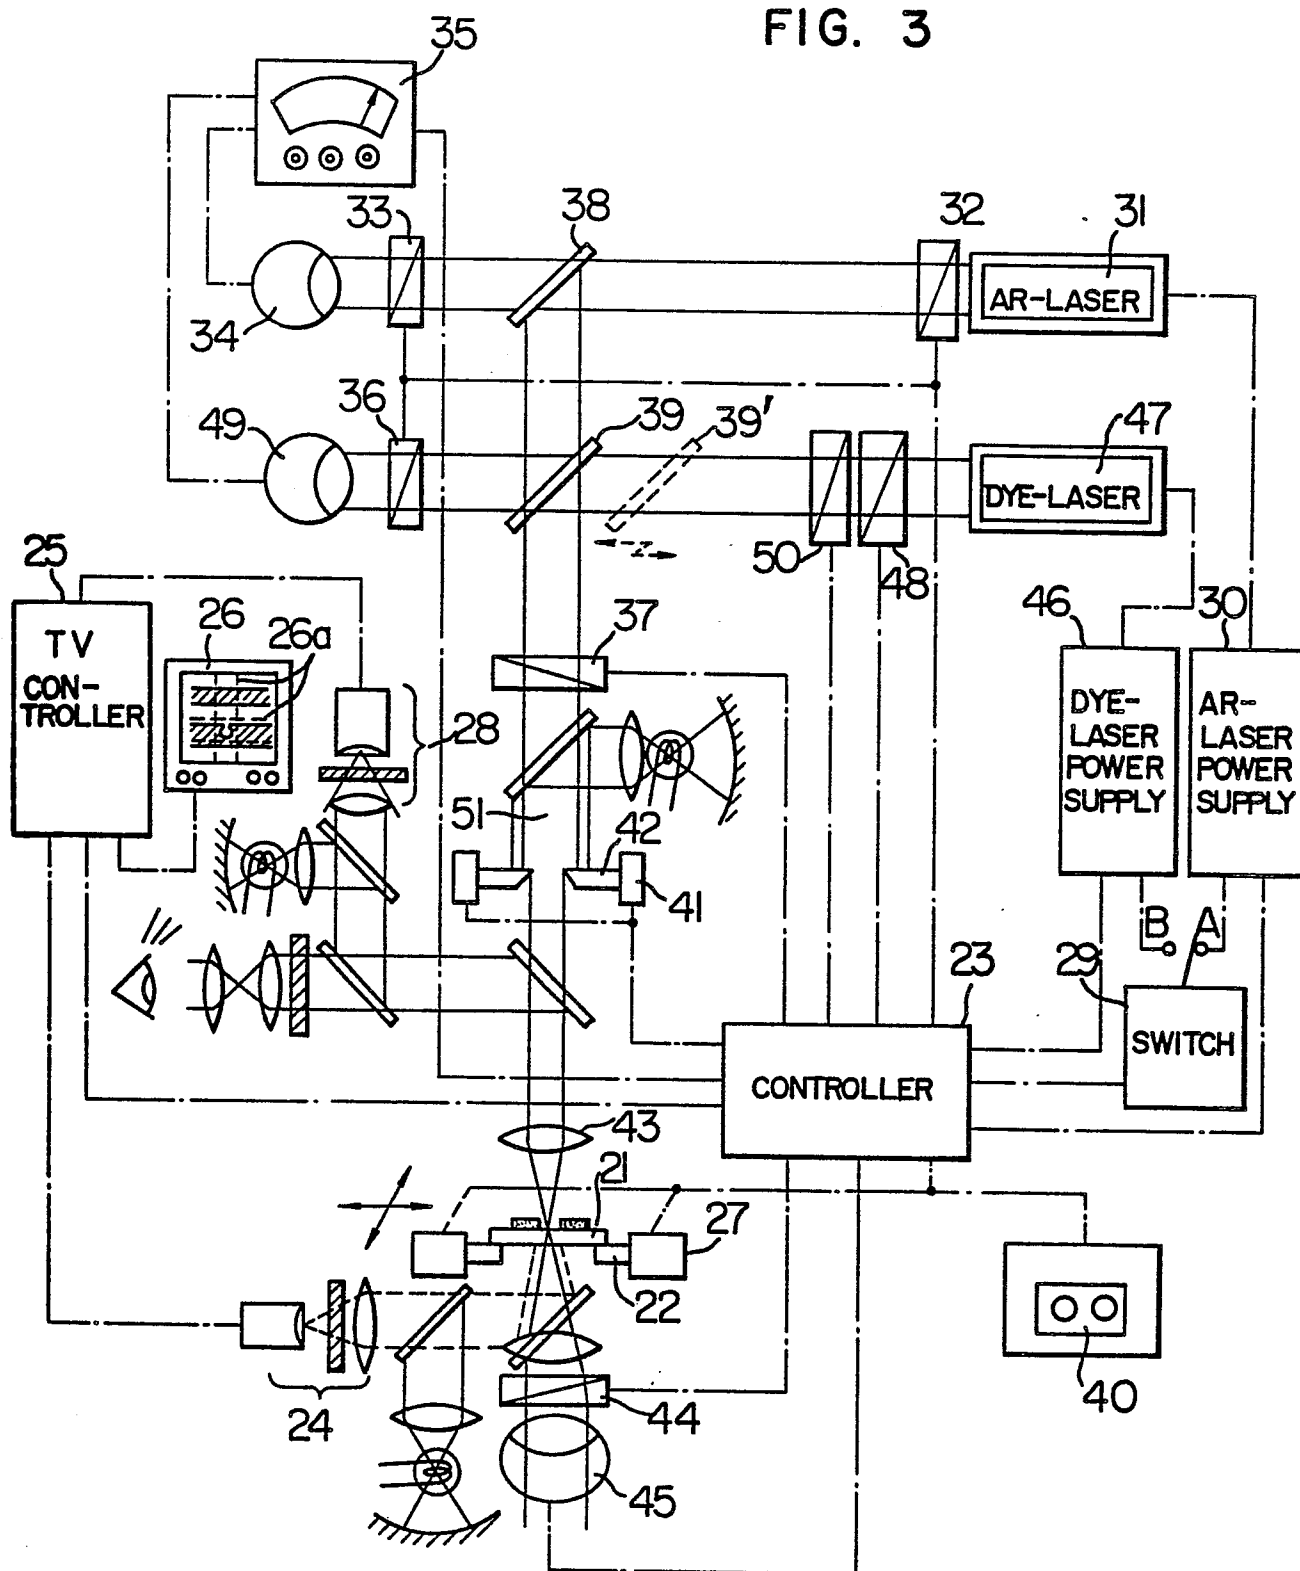 FIG. 3
35
33
38
32
31
AR-LASER
34
36
39
39'
49
47
DYE-LASER
50
48
25
TV
CON-
TROLLER
26
26a
28
37
46
30
DYE-
LASER
POWER
SUPPLY
AR-
LASER
POWER
SUPPLY
51
42
41
B
A
29
23
SWITCH
CONTROLLER
43
21
27
22
24
44
40
45